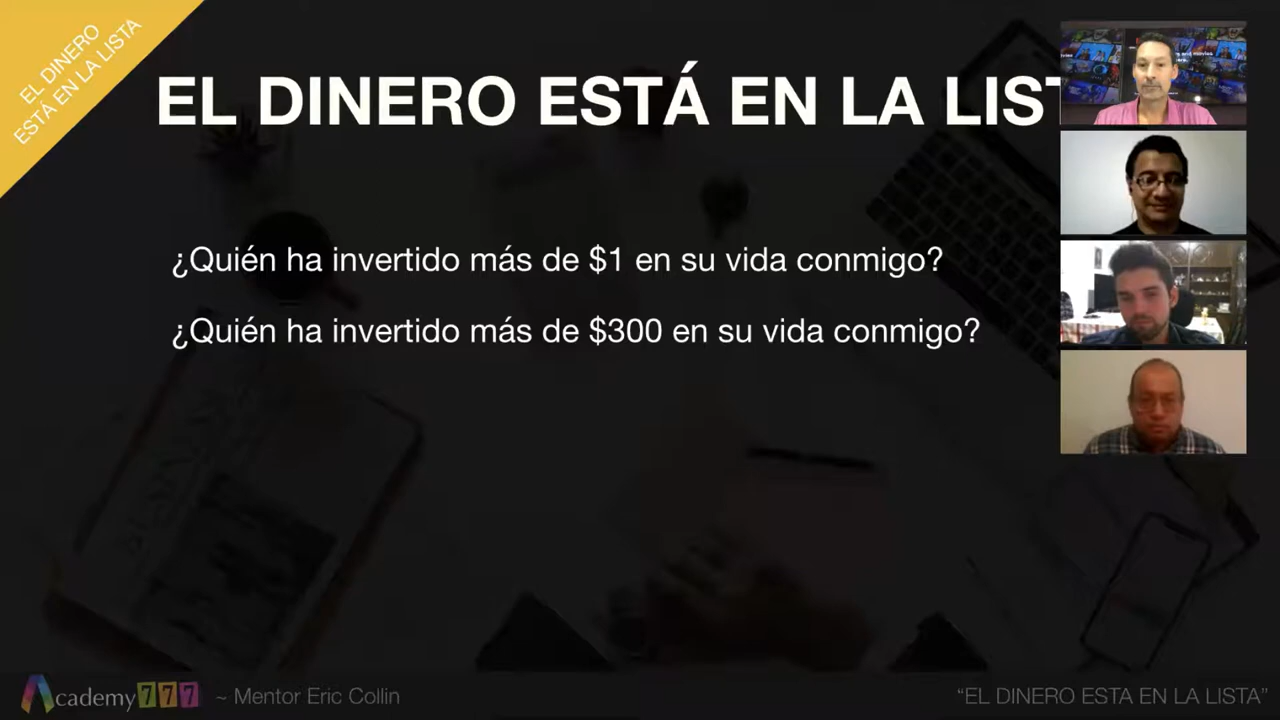 EL DINERO
ESTÁ EN LA LISTA
EL DINERO ESTÁ EN LA LIST
¿Quién ha invertido más de $1 en su vida conmigo?
¿Quién ha invertido más de $300 en su vida conmigo?
Academy777 ~ Mentor Eric Collin
“EL DINERO ESTA EN LA LISTA”